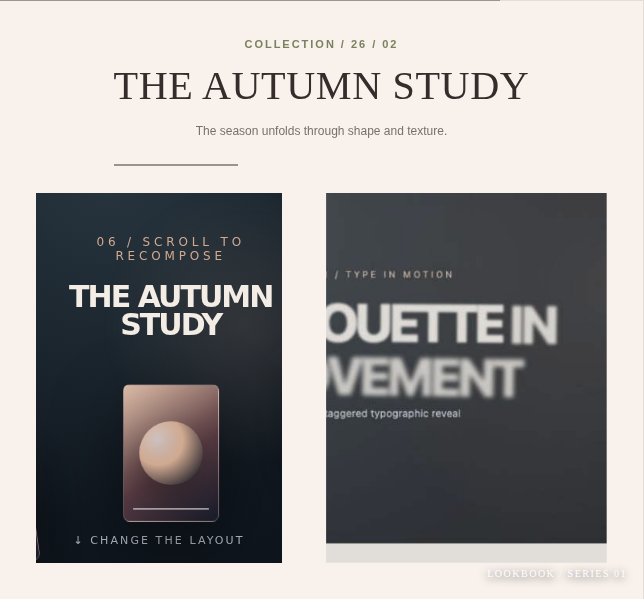 COLLECTION / 26 / 02
THE AUTUMN STUDY
The season unfolds through shape and texture.
06 / SCROLL TO
RECOMPOSE
THE AUTUMN
STUDY
↓ CHANGE THE LAYOUT
/ TYPE IN MOTION
OUETTE IN
VEMENT
taggered typographic reveal
LOOKBOOK / SERIES 01